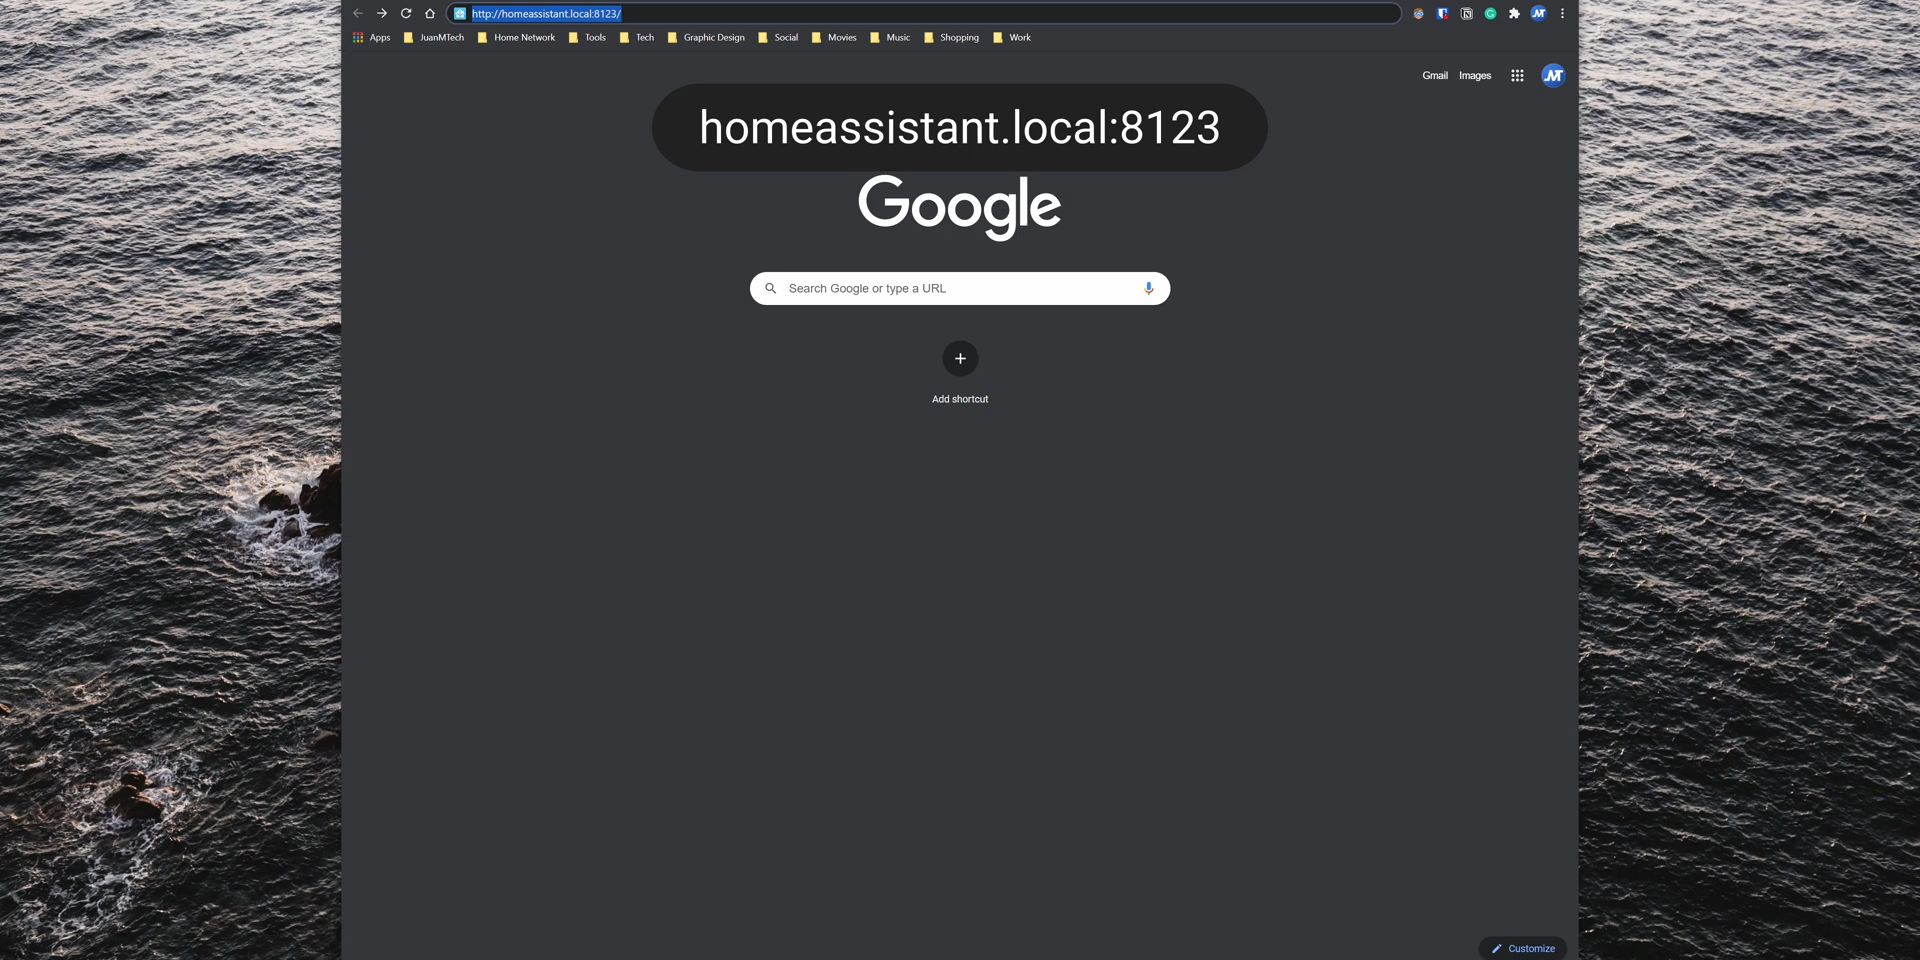 http://homeassistant.local:8123/
Apps JuanMTech Home Network Tools Tech Graphic Design Social Movies Music Shopping Work
Gmail Images
homeassistant.local:8123
Google
Search Google or type a URL
Add shortcut
Customize